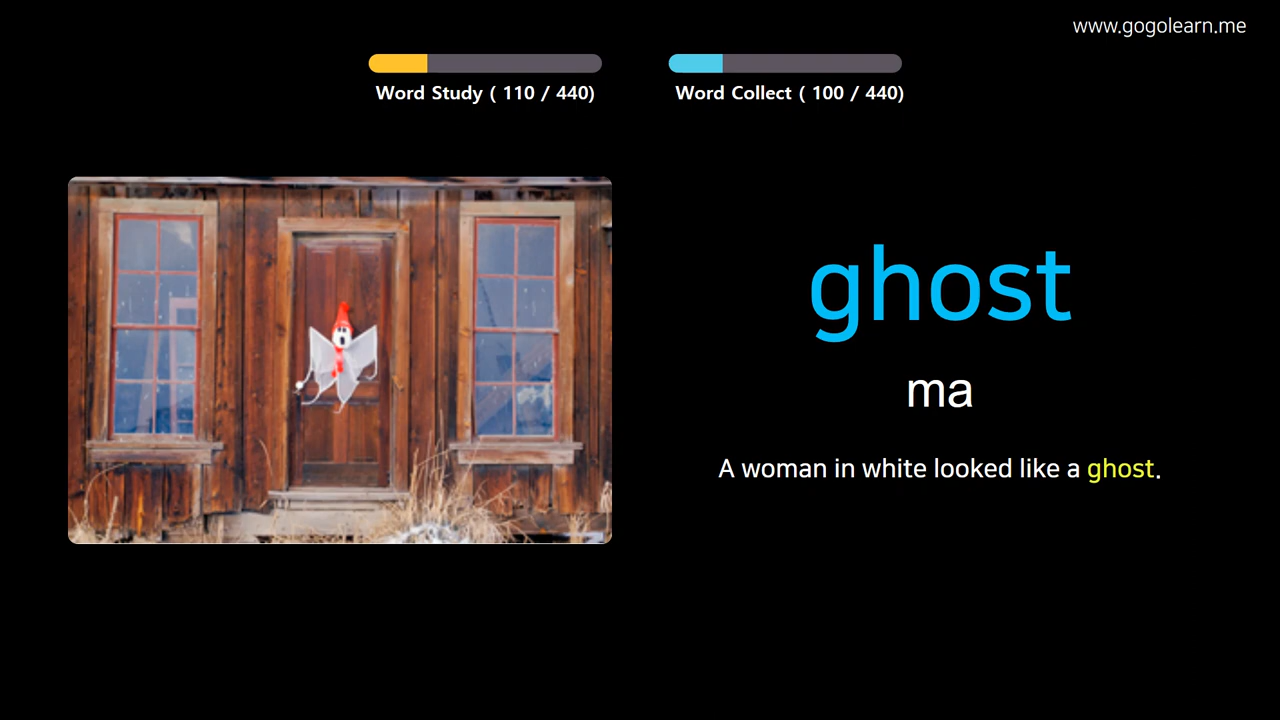 www.gogolearn.me
Word Study ( 110 / 440)
Word Collect ( 100 / 440)
ghost
ma
A woman in white looked like a ghost.